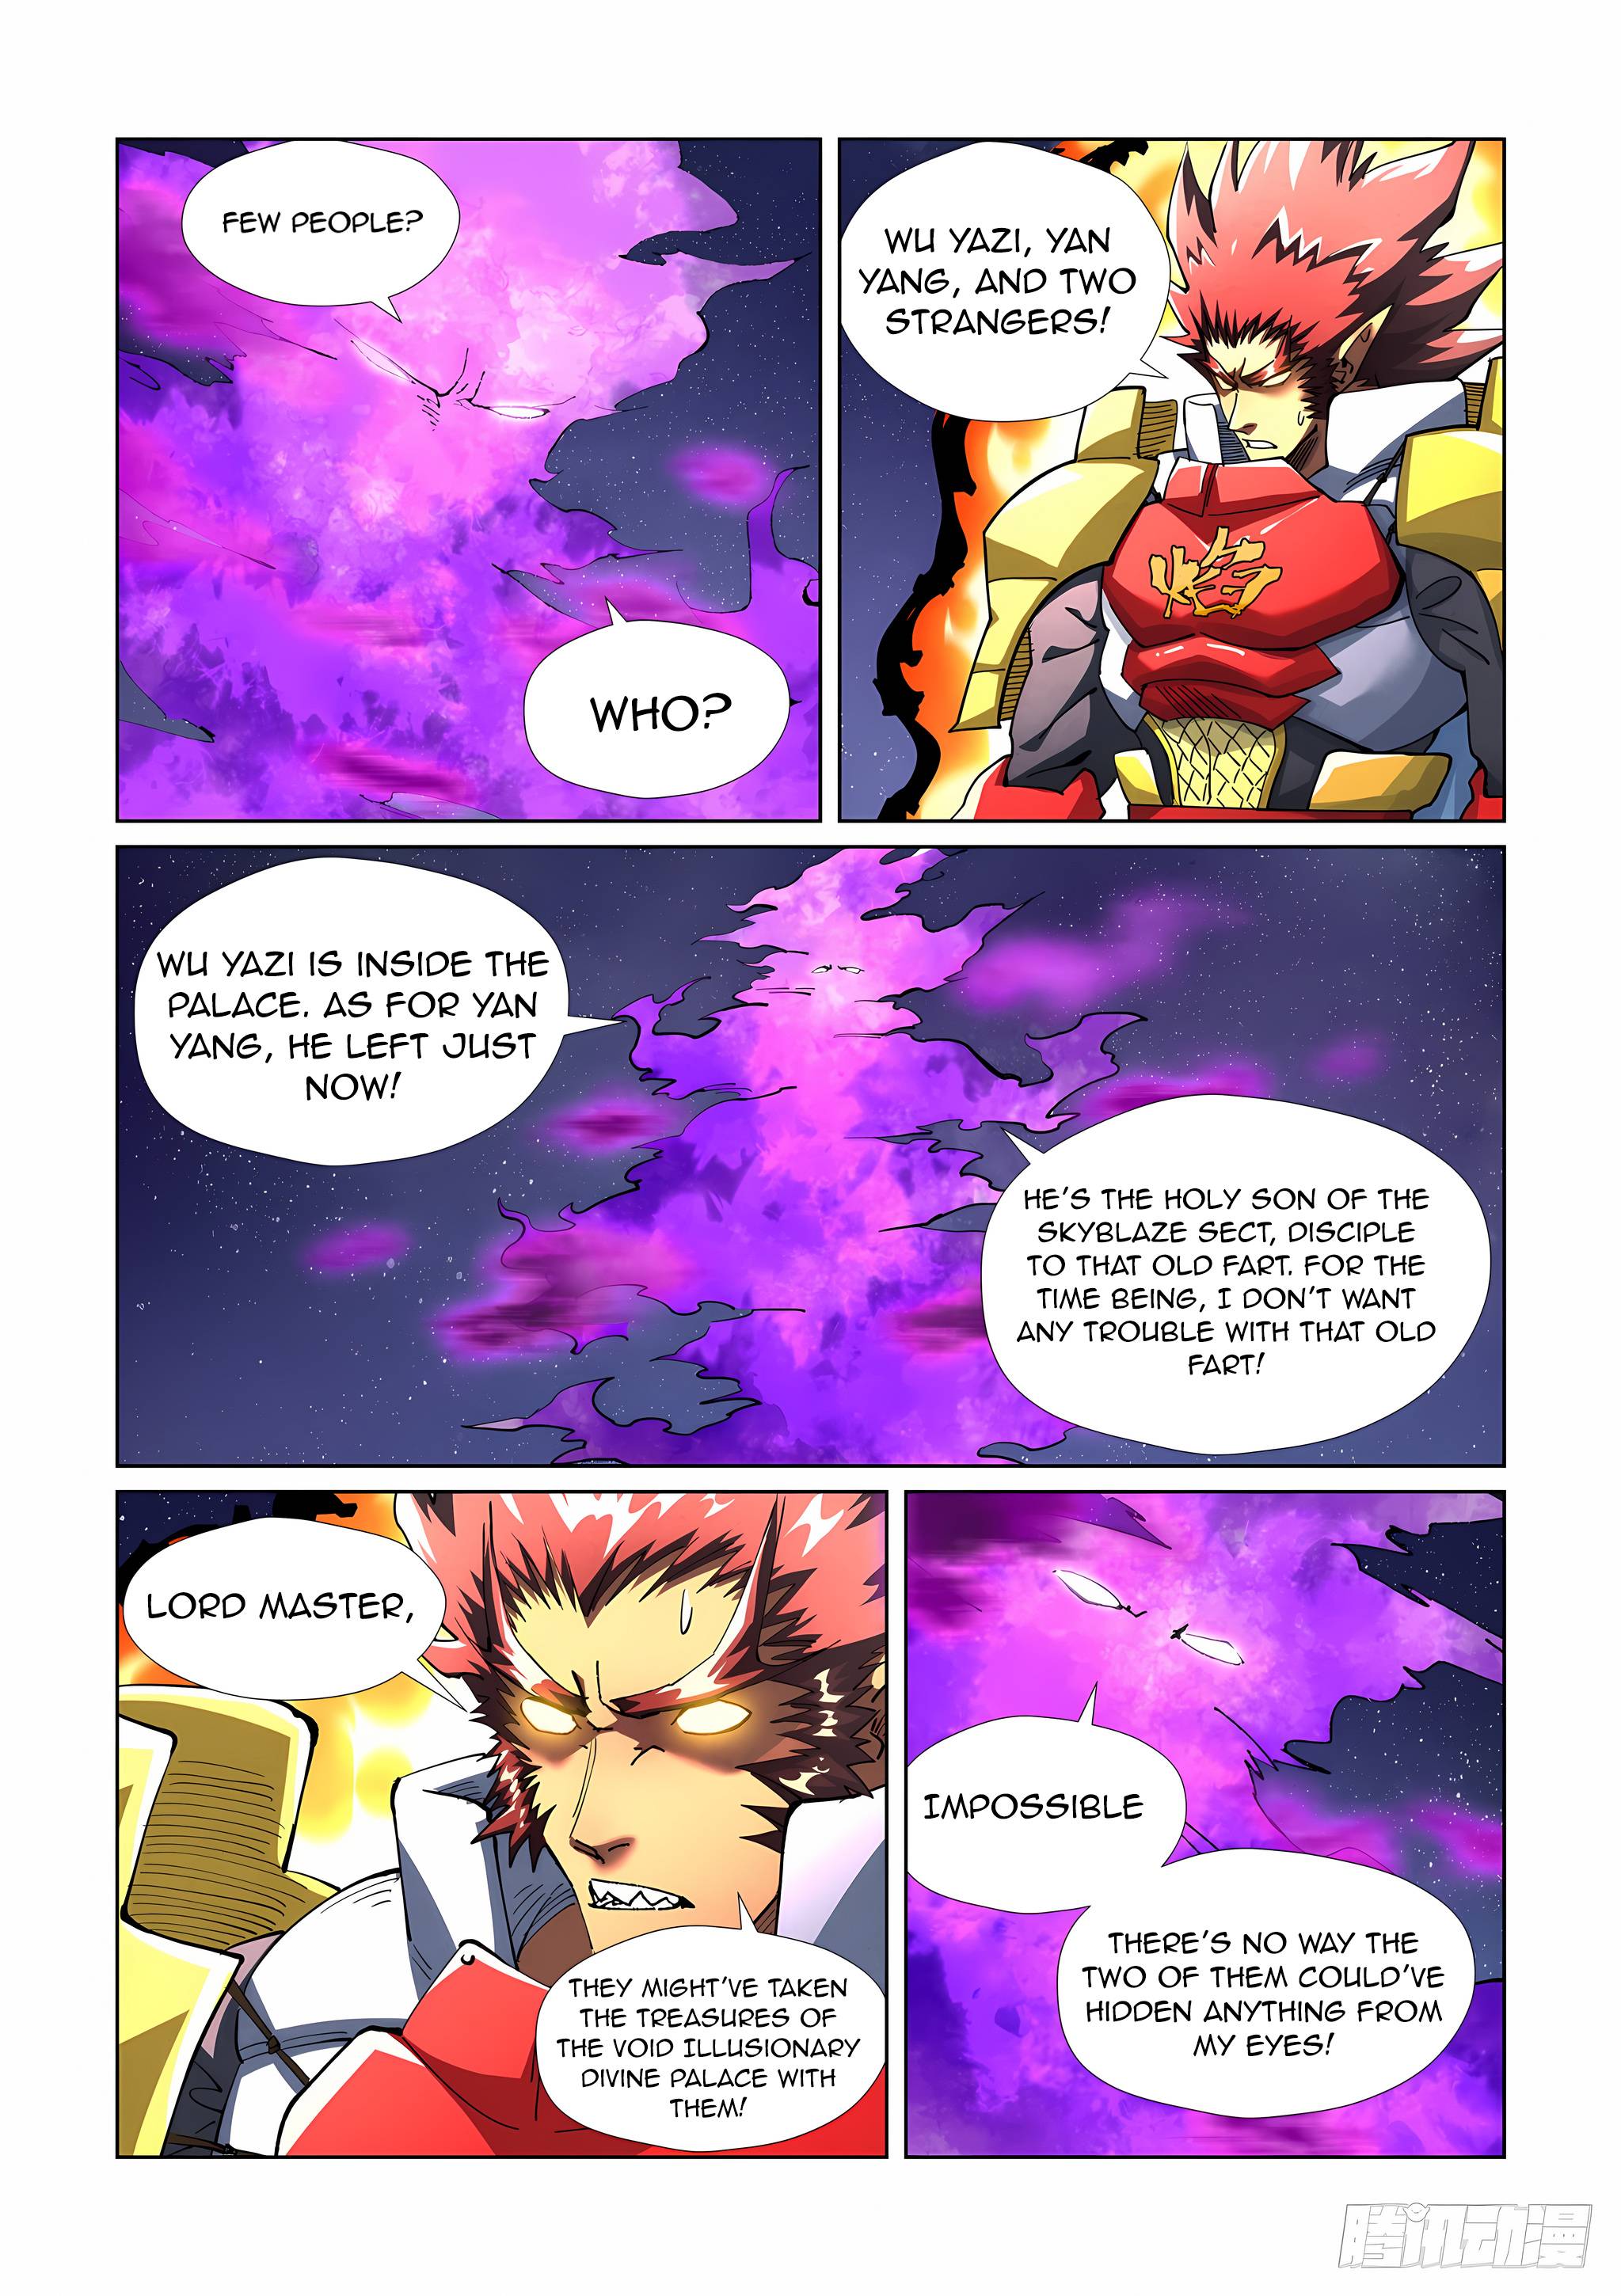 FEW PEOPLE?
WHO?
WU YAZI, YAN
YANG, AND TWO
STRANGERS!
焰
WU YAZI IS INSIDE THE
PALACE. AS FOR YAN
YANG, HE LEFT JUST
NOW!
HE'S THE HOLY SON OF THE
SKYBLAZE SECT, DISCIPLE
TO THAT OLD FART. FOR THE
TIME BEING, I DON'T WANT
ANY TROUBLE WITH THAT OLD
FART!
LORD MASTER,
THEY MIGHT'VE TAKEN
THE TREASURES OF
THE VOID ILLUSIONARY
DIVINE PALACE WITH
THEM!
IMPOSSIBLE
THERE'S NO WAY THE
TWO OF THEM COULD'VE
HIDDEN ANYTHING FROM
MY EYES!
腾讯动漫